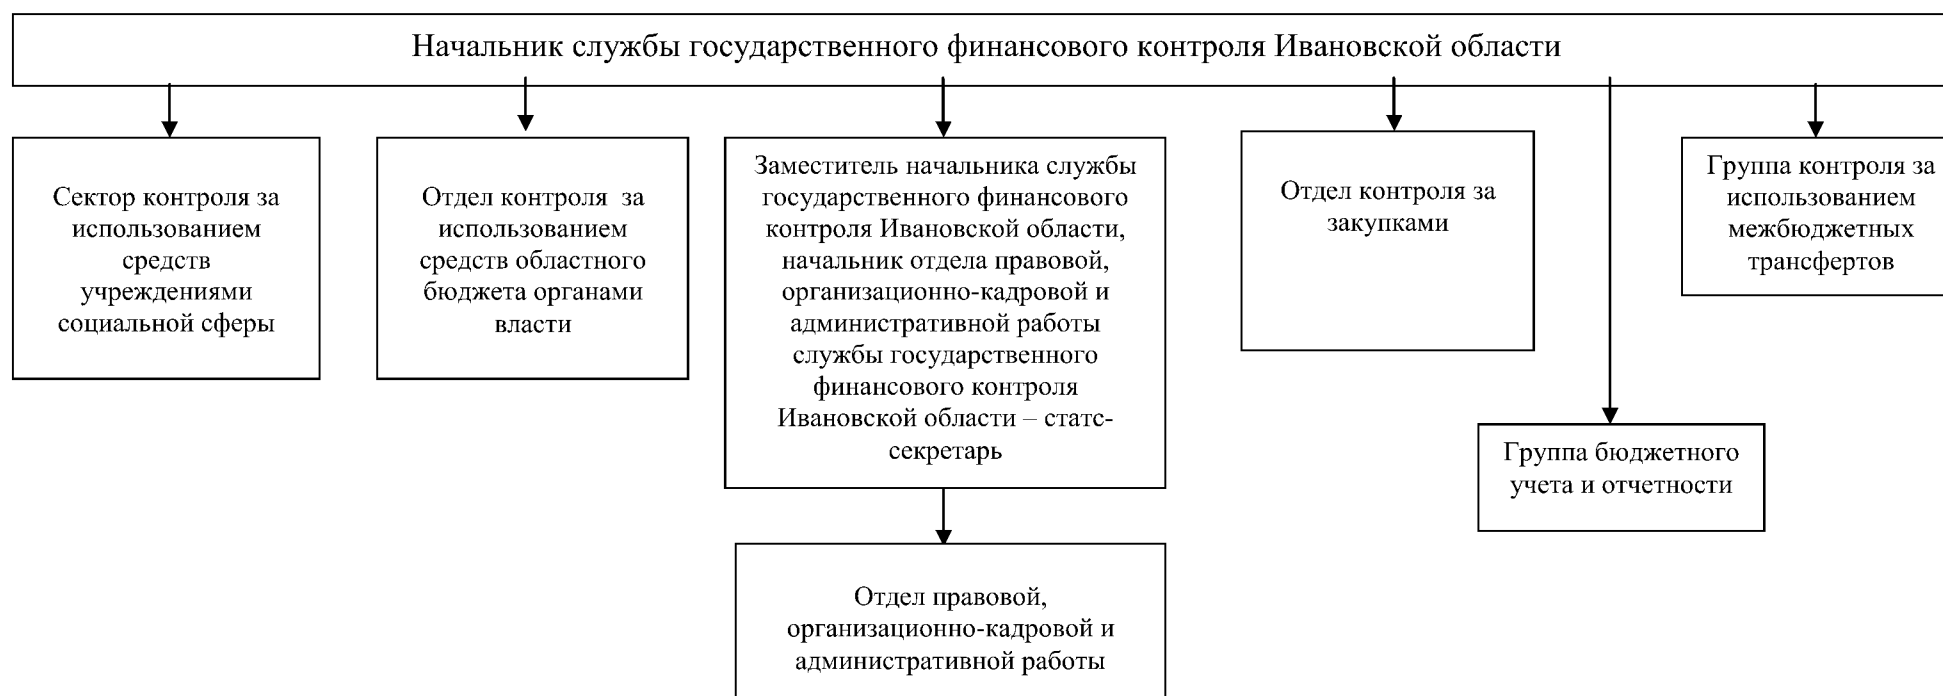 Начальник службы государственного финансового контроля Ивановской области
Сектор контроля за
использованием
средств
учреждениями
социальной сферы
Отдел контроля за
использованием
средств областного
бюджета органами
власти
Заместитель начальника службы
государственного финансового
контроля Ивановской области,
начальник отдела правовой,
организационно-кадровой и
административной работы
службы государственного
финансового контроля
Ивановской области – статс-
секретарь
Отдел контроля за
закупками
Группа контроля за
использованием
межбюджетных
трансфертов
Группа бюджетного
учета и отчетности
Отдел правовой,
организационно-кадровой и
административной работы